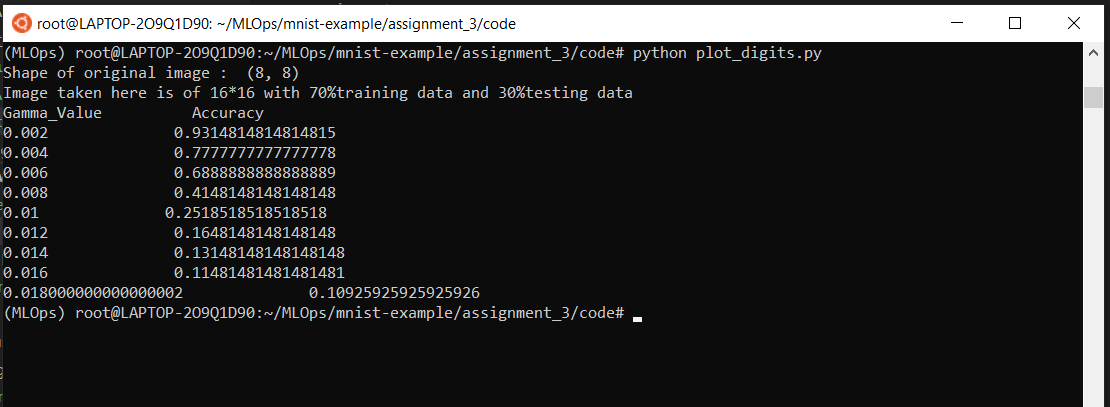 root@LAPTOP-2O9Q1D90: ~/MLOps/mnist-example/assignment_3/code
(MLOps) root@LAPTOP-2O9Q1D90:~/MLOps/mnist-example/assignment_3/code# python plot_digits.py
Shape of original image :  (8, 8)
Image taken here is of 16*16 with 70%training data and 30%testing data
Gamma_Value          Accuracy
0.002              0.9314814814814815
0.004              0.7777777777777778
0.006              0.6888888888888889
0.008              0.4148148148148148
0.01              0.2518518518518518
0.012              0.1648148148148148
0.014              0.13148148148148148
0.016              0.11481481481481481
0.018000000000000002              0.10925925925925926
(MLOps) root@LAPTOP-2O9Q1D90:~/MLOps/mnist-example/assignment_3/code#